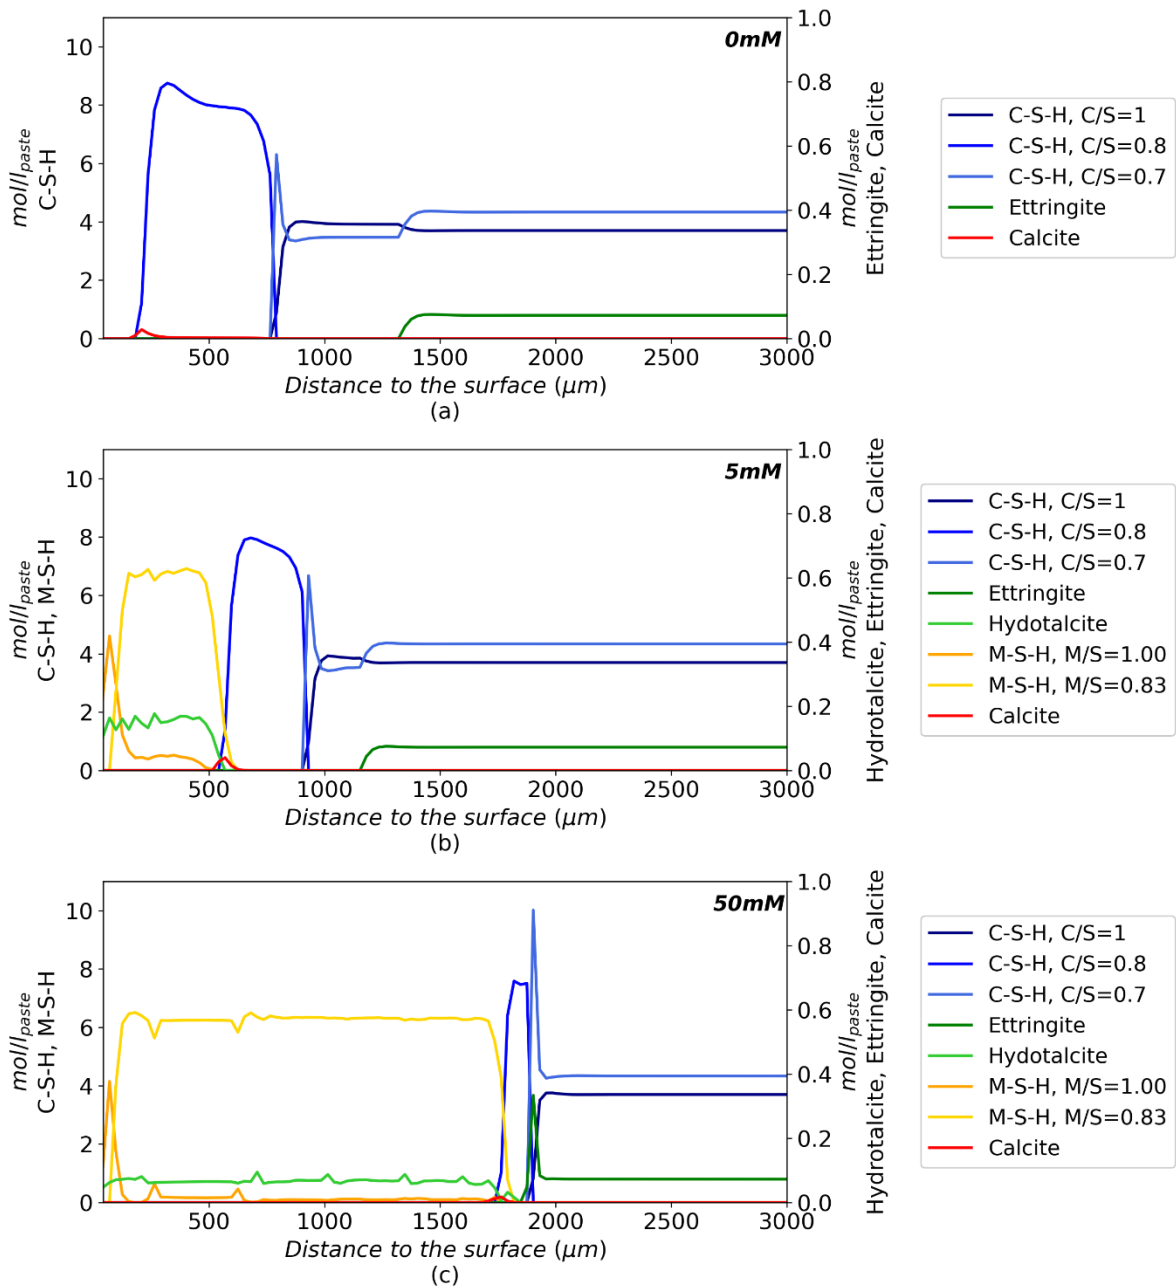 0mM
10
8
6
4
2
0
mol/l_paste
C-S-H
1.0
0.8
0.6
0.4
0.2
0.0
mol/l_paste
Ettringite, Calcite
500 1000 1500 2000 2500 3000
Distance to the surface (μm)
(a)
C-S-H, C/S=1
C-S-H, C/S=0.8
C-S-H, C/S=0.7
Ettringite
Calcite
5mM
10
8
6
4
2
0
mol/l_paste
C-S-H, M-S-H
1.0
0.8
0.6
0.4
0.2
0.0
mol/l_paste
Hydrotalcite, Ettringite, Calcite
500 1000 1500 2000 2500 3000
Distance to the surface (μm)
(b)
C-S-H, C/S=1
C-S-H, C/S=0.8
C-S-H, C/S=0.7
Ettringite
Hydotalcite
M-S-H, M/S=1.00
M-S-H, M/S=0.83
Calcite
50mM
10
8
6
4
2
0
mol/l_paste
C-S-H, M-S-H
1.0
0.8
0.6
0.4
0.2
0.0
mol/l_paste
Hydrotalcite, Ettringite, Calcite
500 1000 1500 2000 2500 3000
Distance to the surface (μm)
(c)
C-S-H, C/S=1
C-S-H, C/S=0.8
C-S-H, C/S=0.7
Ettringite
Hydotalcite
M-S-H, M/S=1.00
M-S-H, M/S=0.83
Calcite